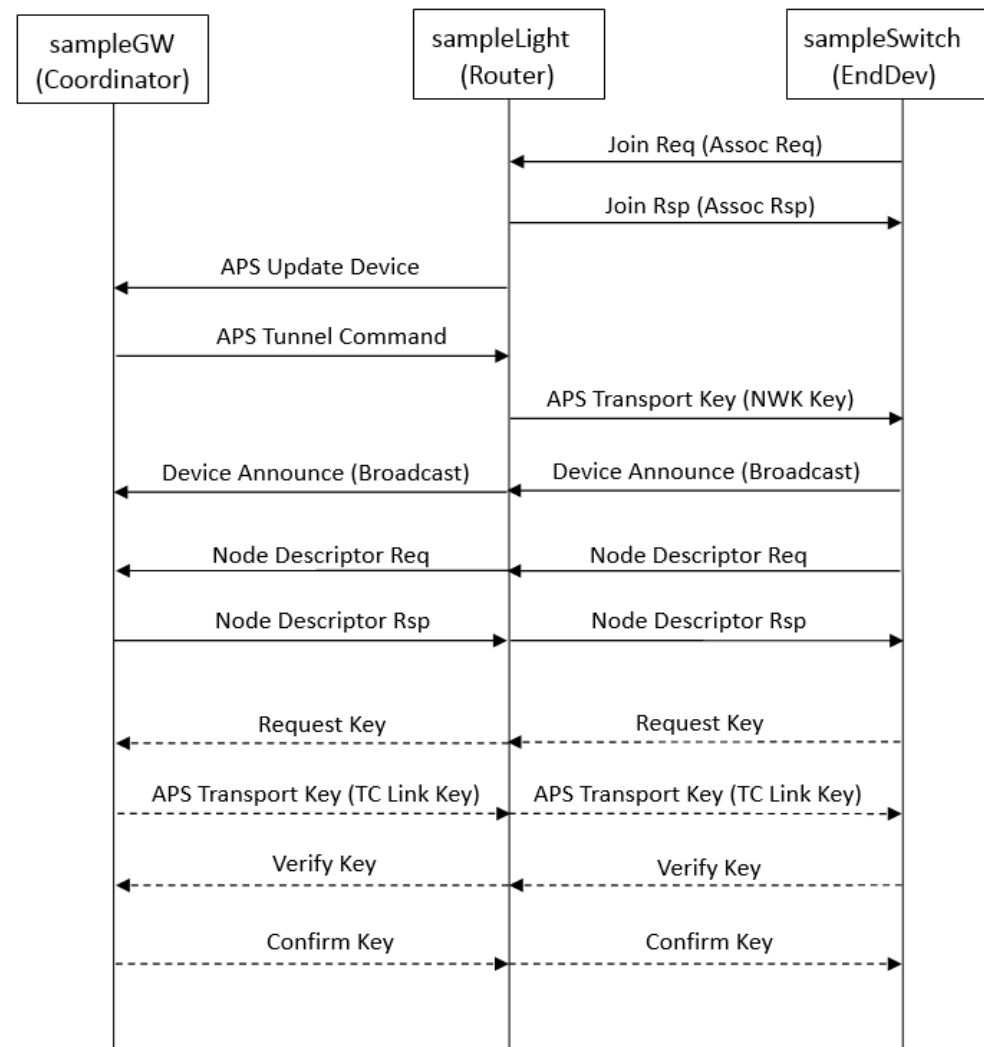 sampleGW
(Coordinator)
sampleLight
(Router)
sampleSwitch
(EndDev)
Join Req (Assoc Req)
Join Rsp (Assoc Rsp)
APS Update Device
APS Tunnel Command
APS Transport Key (NWK Key)
Device Announce (Broadcast)
Device Announce (Broadcast)
Node Descriptor Req
Node Descriptor Req
Node Descriptor Rsp
Node Descriptor Rsp
Request Key
Request Key
APS Transport Key (TC Link Key)
APS Transport Key (TC Link Key)
Verify Key
Verify Key
Confirm Key
Confirm Key